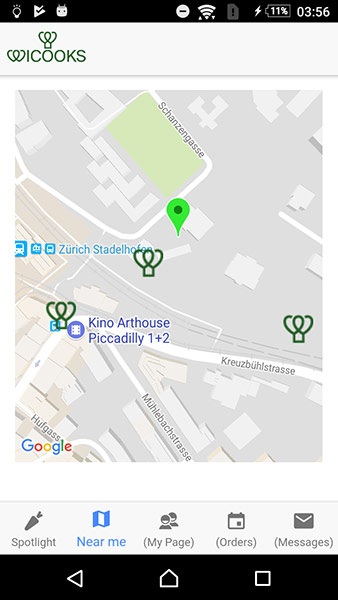 11% 03:56
WICOOKS
Schanzengasse
Zürich Stadelhofen
Kino Arthouse
Piccadilly 1+2
Kreuzbühlstrasse
Mühlebachstrasse
Hufgass
Google
Spotlight
Near me
(My Page)
(Orders)
(Messages)